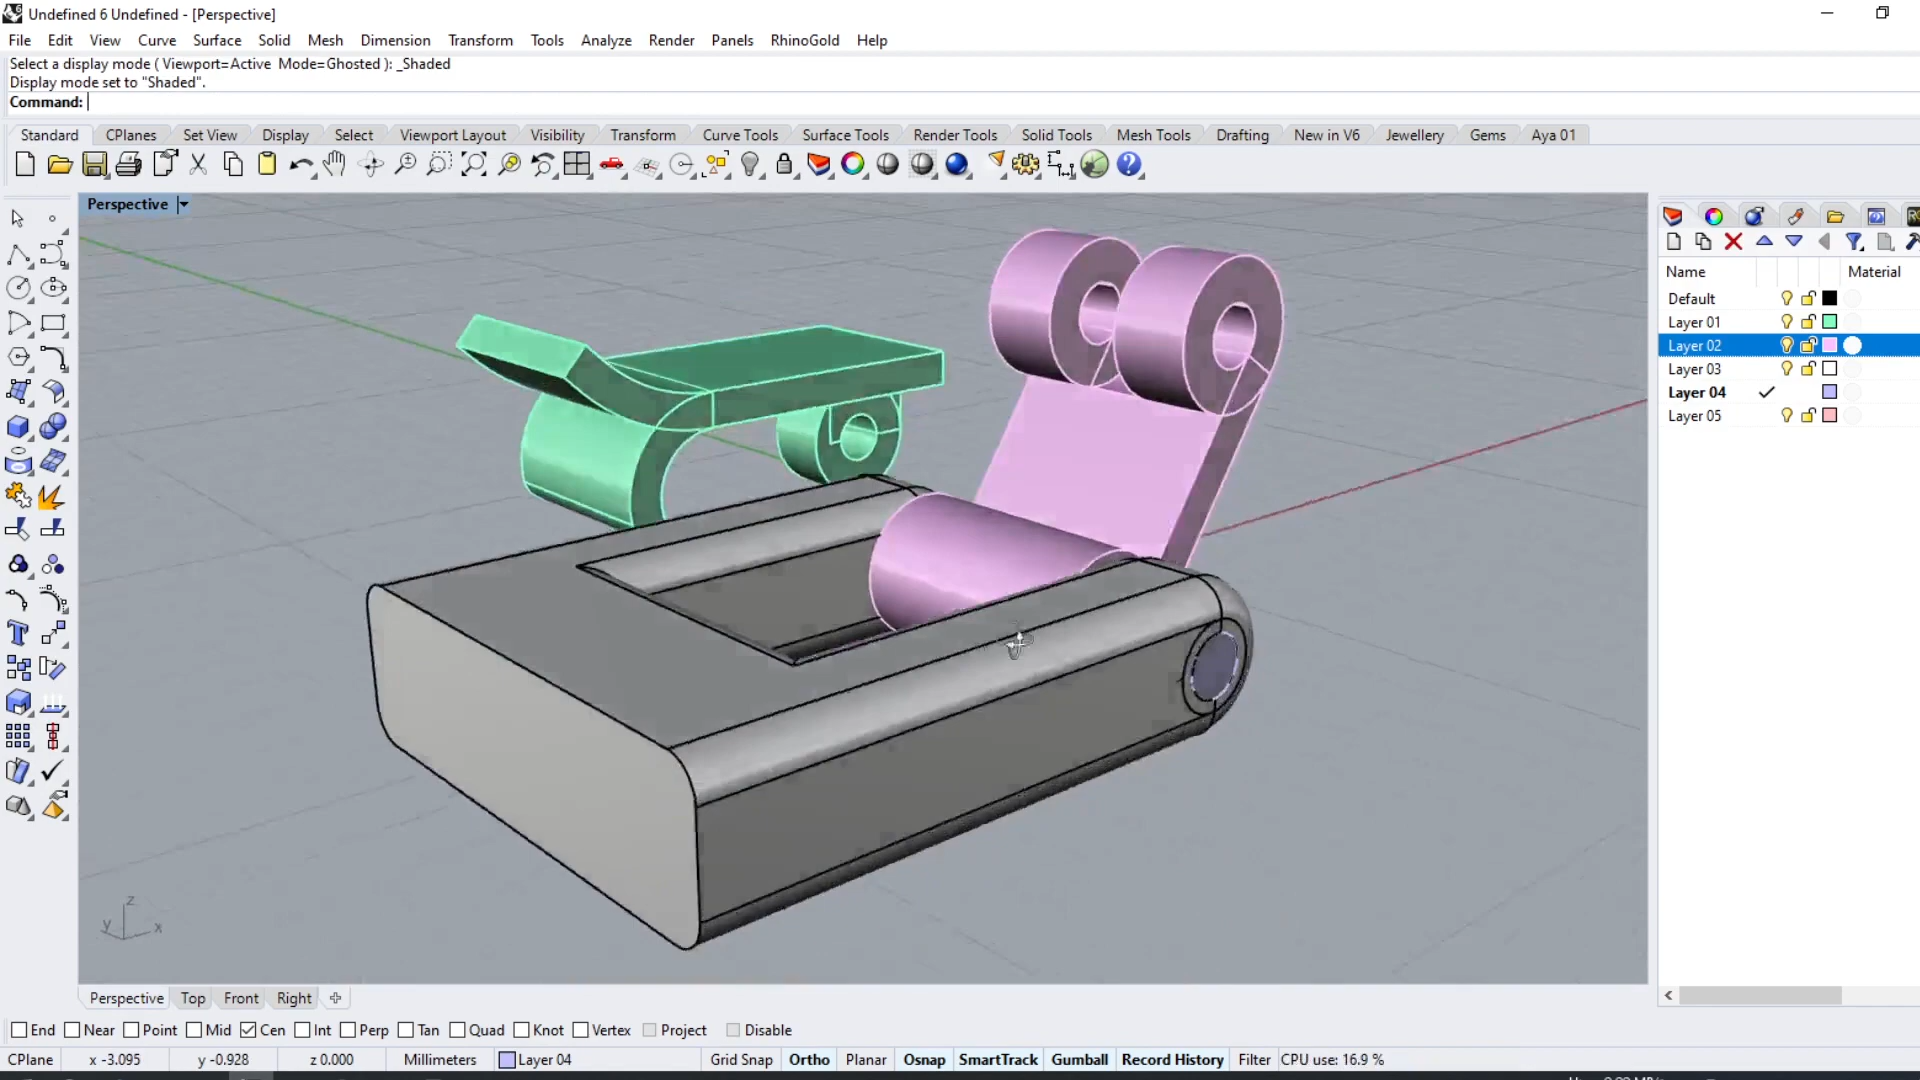 Undefined 6 Undefined - [Perspective]
File Edit View Curve Surface Solid Mesh Dimension Transform Tools Analyze Render Panels RhinoGold Help
Select a display mode ( Viewport=Active Mode=Ghosted ): _Shaded
Display mode set to "Shaded".
Command:
Standard CPlanes Set View Display Select Viewport Layout Visibility Transform Curve Tools Surface Tools Render Tools Solid Tools Mesh Tools Drafting New in V6 Jewellery Gems Aya 01
Perspective
Name Material
Default
Layer 01
Layer 02
Layer 03
Layer 04
Layer 05
z
y x
Perspective Top Front Right
End Near Point Mid Cen Int Perp Tan Quad Knot Vertex Project Disable
CPlane x -3.095 y -0.928 z 0.000 Millimeters Layer 04 Grid Snap Ortho Planar Osnap SmartTrack Gumball Record History Filter CPU use: 16.9 %